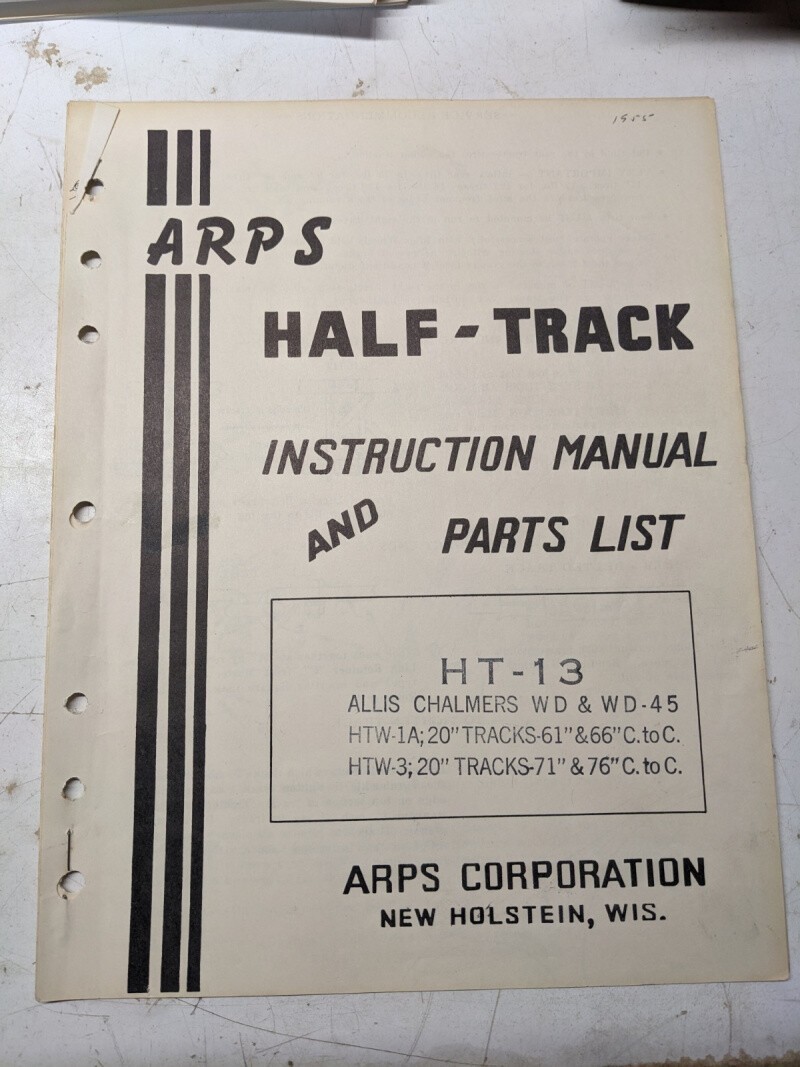 1955
ARPS
HALF-TRACK
INSTRUCTION MANUAL
AND PARTS LIST
HT-13
ALLIS CHALMERS WD & WD-45
HTW-1A; 20" TRACKS-61" & 66" C. to C.
HTW-3; 20" TRACKS-71" & 76" C. to C.
ARPS CORPORATION
NEW HOLSTEIN, WIS.